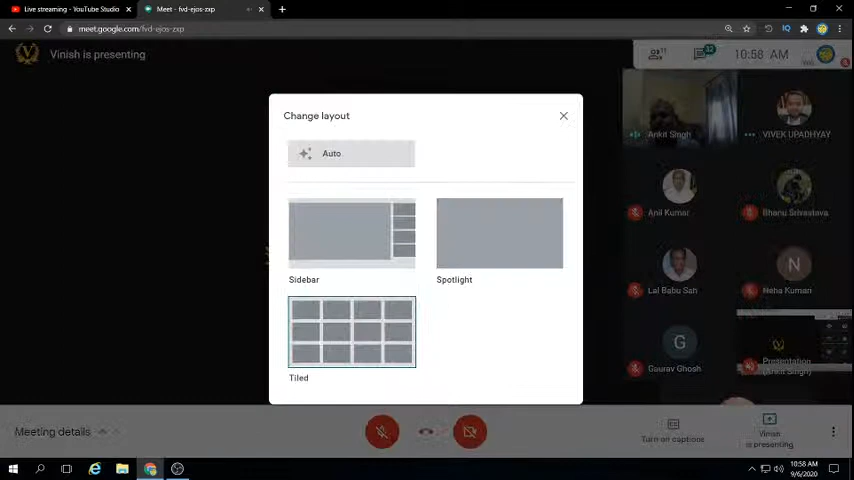 Live streaming - YouTube Studio
Meet - fvd-ejos-zxp
meet.google.com/fvd-ejos-zxp
Vinish is presenting
32
10:58 AM
Change layout
Auto
Sidebar
Spotlight
Tiled
Ankit Singh
VIVEK UPADHYAY
Anil Kumar
Bhanu Srivastava
Lal Babu Sah
N
Neha Kumari
G
Gaurav Ghosh
Presentation
(Ankit Singh)
Meeting details
Turn on captions
Vinish
is presenting
10:58 AM
9/6/2020